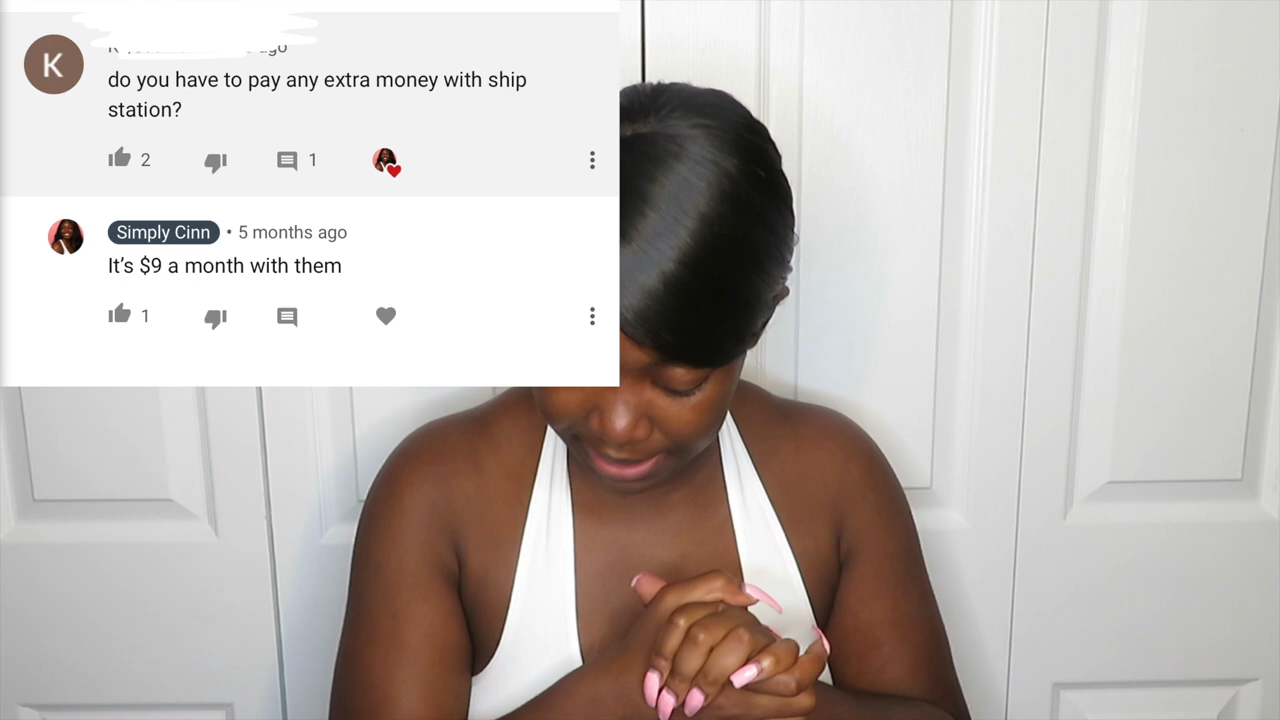 ago
K
do you have to pay any extra money with ship
station?
2
1
Simply Cinn • 5 months ago
It’s $9 a month with them
1